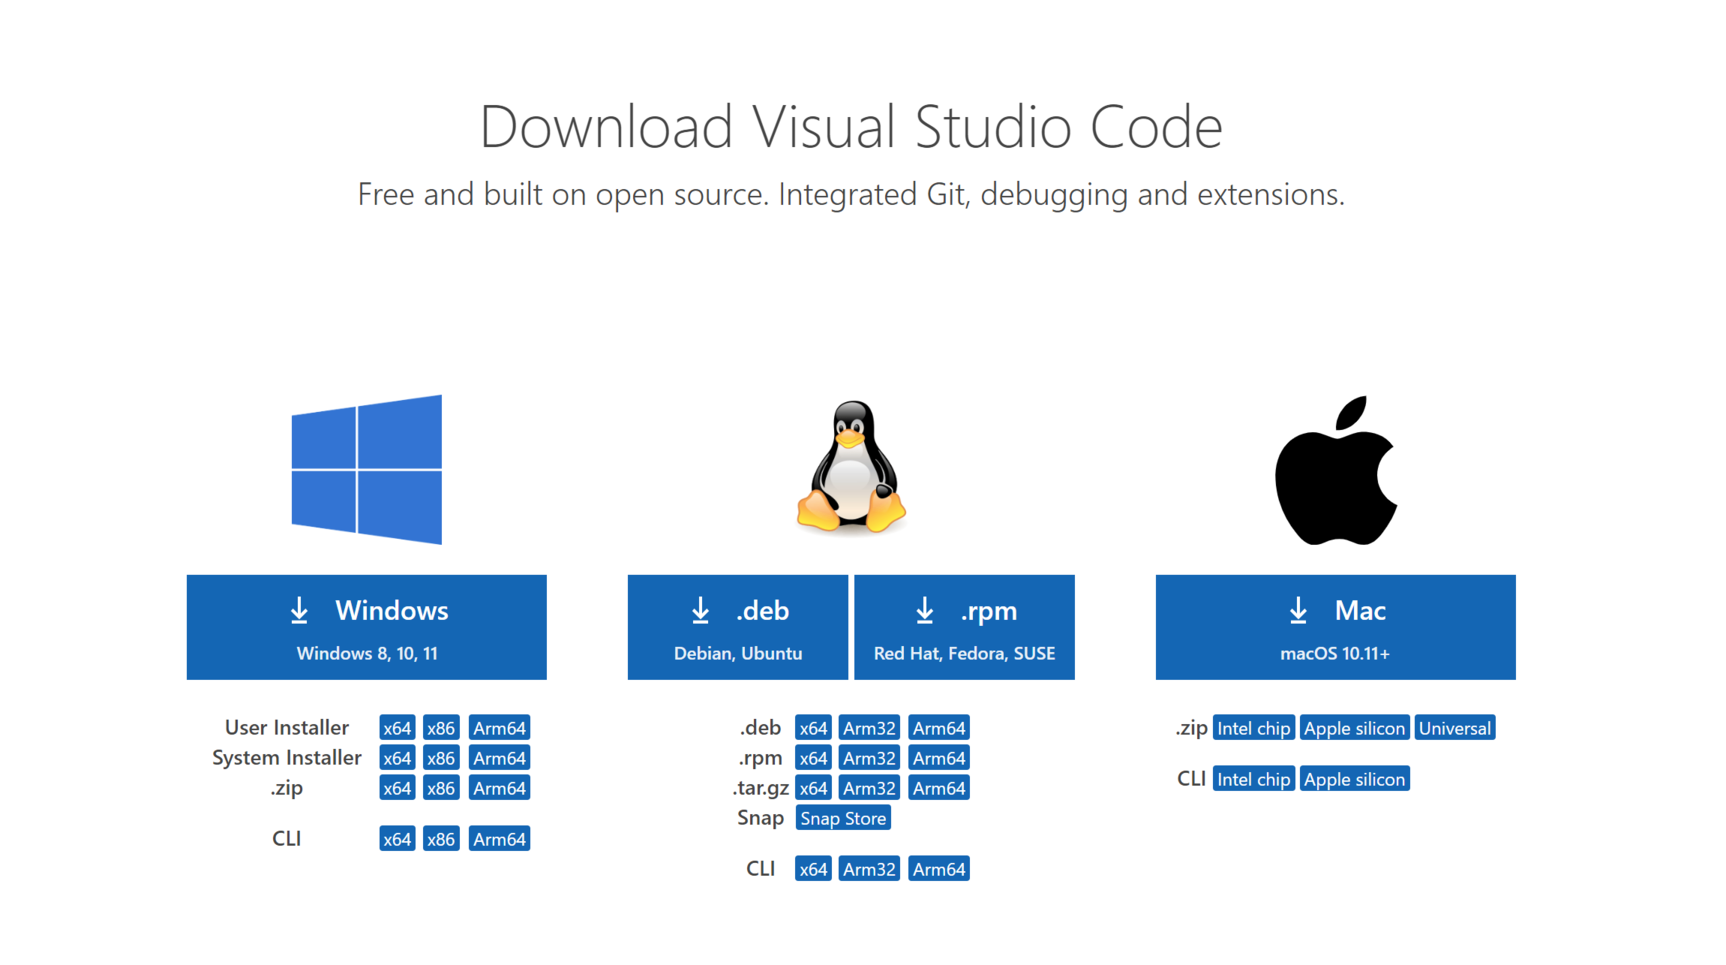 Download Visual Studio Code
Free and built on open source. Integrated Git, debugging and extensions.
Windows
Windows 8, 10, 11
User Installer x64 x86 Arm64
System Installer x64 x86 Arm64
.zip x64 x86 Arm64
CLI x64 x86 Arm64
.deb
Debian, Ubuntu
.rpm
Red Hat, Fedora, SUSE
.deb x64 Arm32 Arm64
.rpm x64 Arm32 Arm64
.tar.gz x64 Arm32 Arm64
Snap Snap Store
CLI x64 Arm32 Arm64
Mac
macOS 10.11+
.zip Intel chip Apple silicon Universal
CLI Intel chip Apple silicon